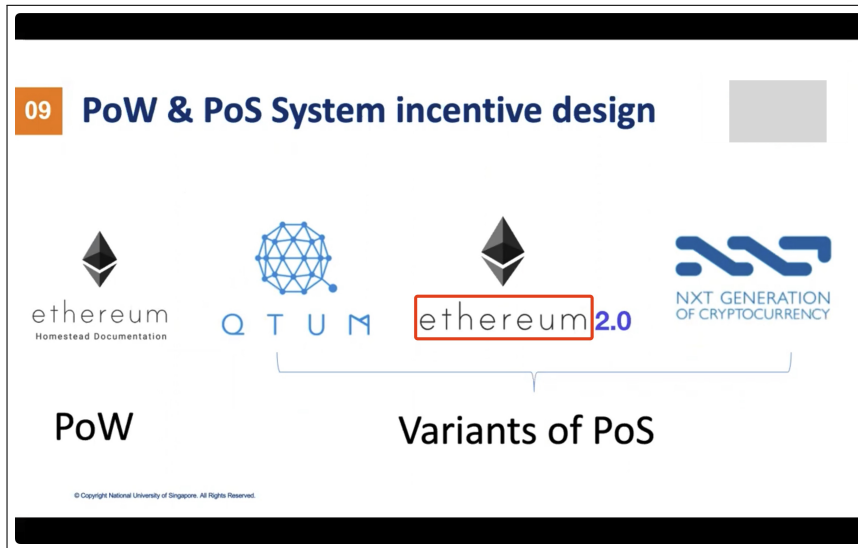 09
PoW & PoS System incentive design
ethereum
Homestead Documentation
QTUM
ethereum 2.0
NXT
NXT GENERATION
OF CRYPTOCURRENCY
PoW
Variants of PoS
© Copyright National University of Singapore. All Rights Reserved.